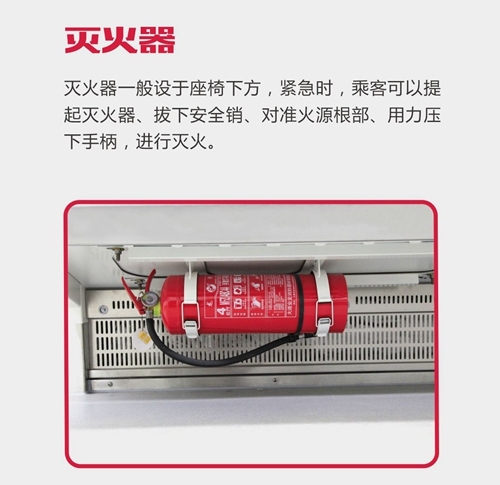 灭火器
灭火器一般设于座椅下方，紧急时，乘客可以提
起灭火器、拔下安全销、对准火源根部、用力压
下手柄，进行灭火。